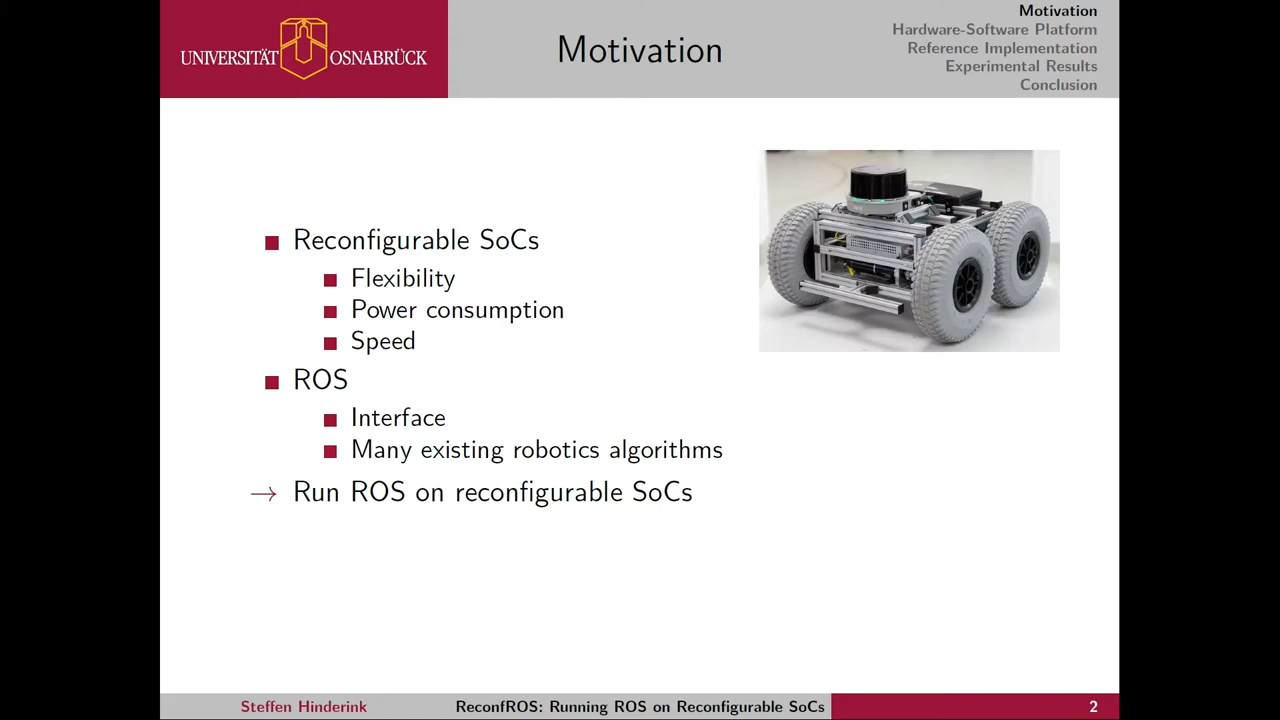 UNIVERSITÄT OSNABRÜCK
Motivation
Motivation
Hardware-Software Platform
Reference Implementation
Experimental Results
Conclusion
Reconfigurable SoCs
Flexibility
Power consumption
Speed
ROS
Interface
Many existing robotics algorithms
→ Run ROS on reconfigurable SoCs
Steffen Hinderink ReconfROS: Running ROS on Reconfigurable SoCs 2